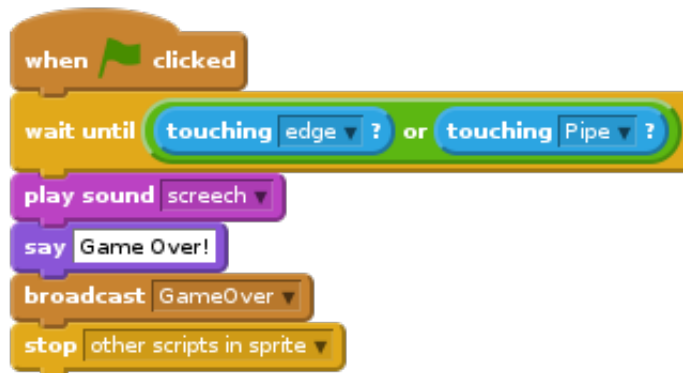 when clicked
wait until touching edge ? or touching Pipe ?
play sound screech
say Game Over!
broadcast GameOver
stop other scripts in sprite